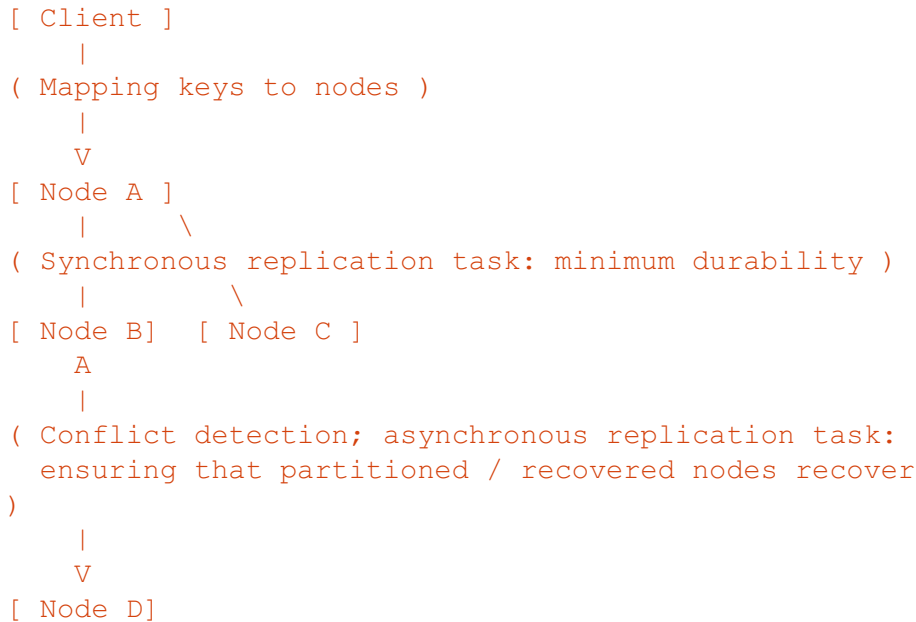 [ Client ]
     |
( Mapping keys to nodes )
     |
     V
[ Node A ]
     |     \
( Synchronous replication task: minimum durability )
     |        \
[ Node B]  [ Node C ]
     A
     |
( Conflict detection; asynchronous replication task:
  ensuring that partitioned / recovered nodes recover
)
     |
     V
[ Node D]